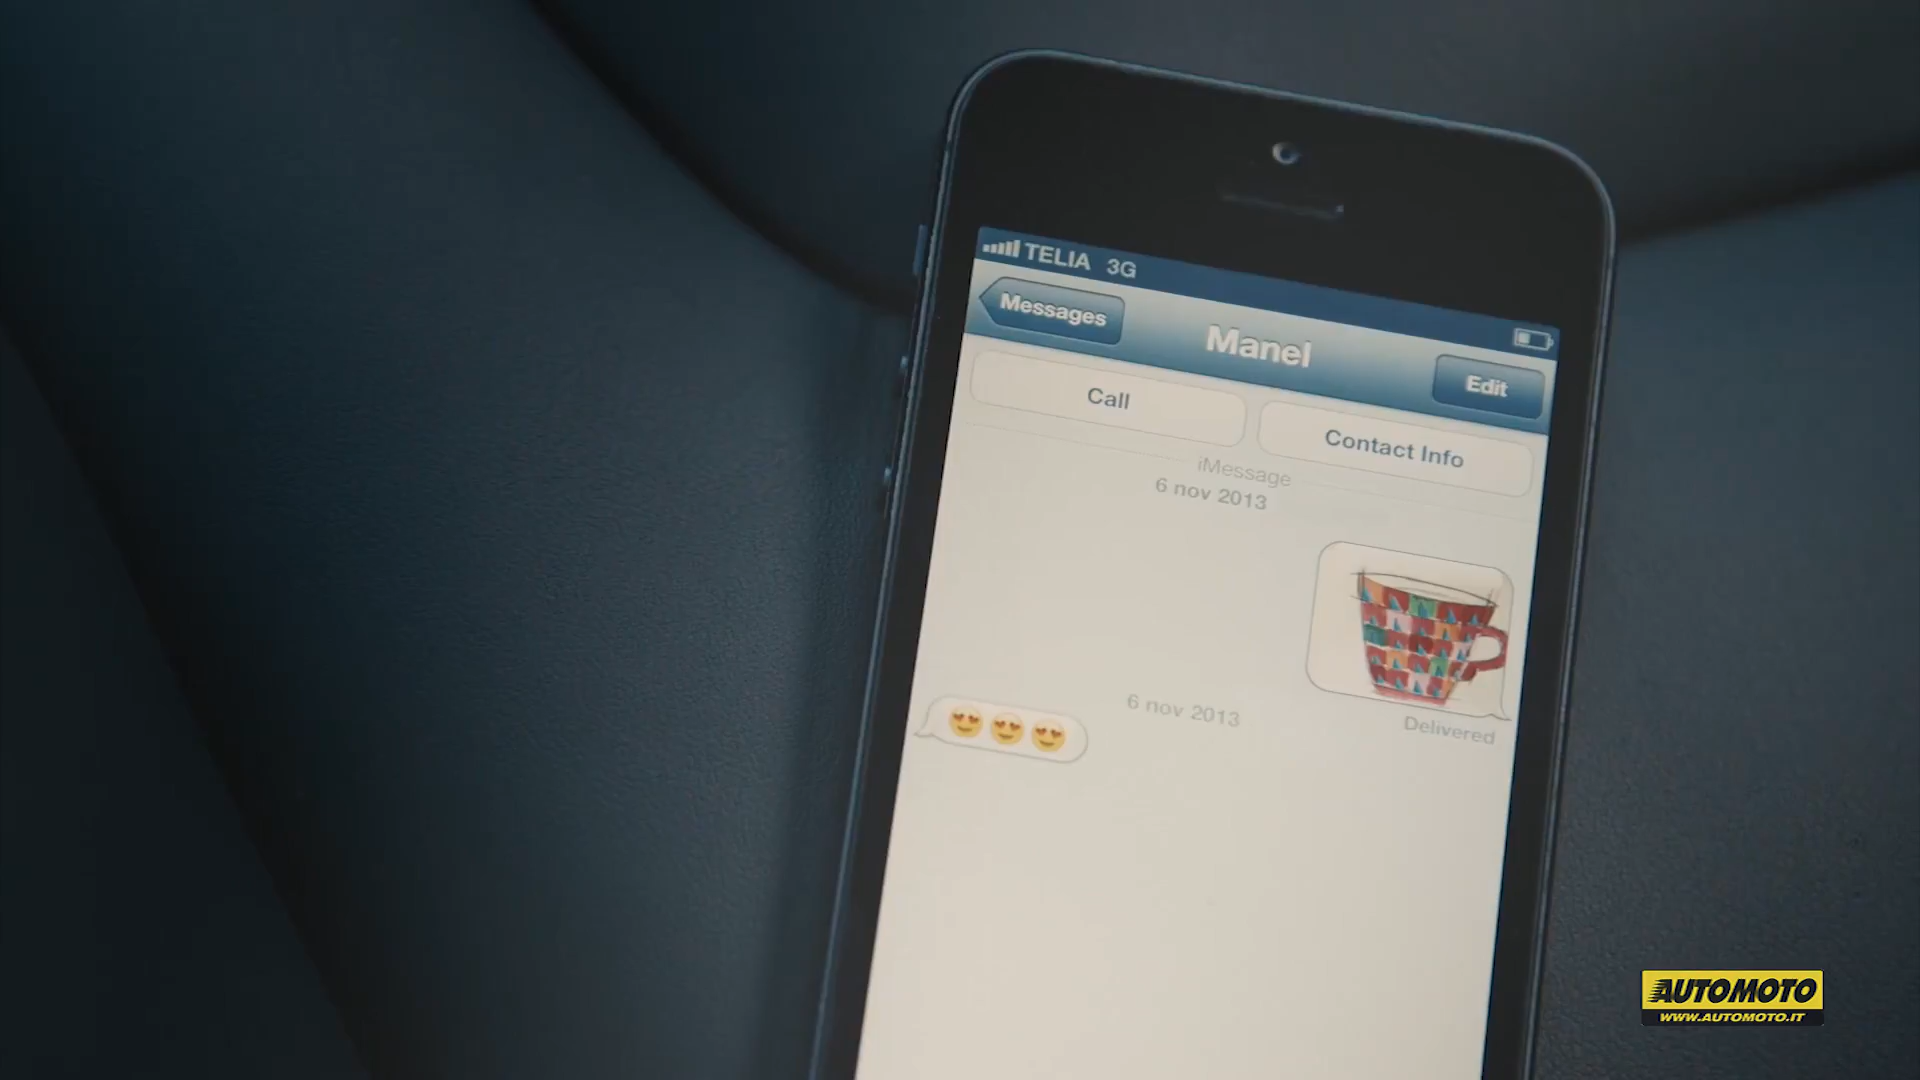 TELIA 3G
Messages
Manel
Edit
Call
Contact Info
iMessage
6 nov 2013
Delivered
6 nov 2013
AUTOMOTO
WWW.AUTOMOTO.IT